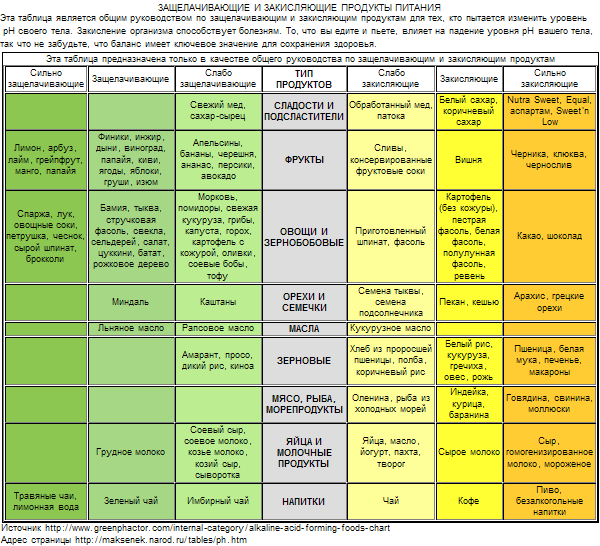 ЗАЩЕЛАЧИВАЮЩИЕ И ЗАКИСЛЯЮЩИЕ ПРОДУКТЫ ПИТАНИЯ
Эта таблица является общим руководством по защелачивающим и закисляющим продуктам для тех, кто пытается изменить уровень
pH своего тела. Закисление организма способствует болезням. То, что вы едите и пьете, влияет на падение уровня pH вашего тела,
так что не забудьте, что баланс имеет ключевое значение для сохранения здоровья.
Эта таблица предназначена только в качестве общего руководства по защелачивающим и закисляющим продуктам
Сильно
защелачивающие
Защелачивающие
Слабо
защелачивающие
ТИП
ПРОДУКТОВ
Слабо
закисляющие
Закисляющие
Сильно
закисляющие
Свежий мед,
сахар-сырец
СЛАДОСТИ И
ПОДСЛАСТИТЕЛИ
Обработанный мед,
патока
Белый сахар,
коричневый
сахар
Nutra Sweet, Equal,
аспартам, Sweet'n
Low
Лимон, арбуз,
лайм, грейпфрут,
манго, папайя
Финики, инжир,
дыни, виноград,
папайя, киви,
ягоды, яблоки,
груши, изюм
Апельсины,
бананы, черешня,
ананас, персики,
авокадо
ФРУКТЫ
Сливы,
консервированные
фруктовые соки
Вишня
Черника, клюква,
чернослив
Спаржа, лук,
овощные соки,
петрушка, чеснок,
сырой шпинат,
брокколи
Бамия, тыква,
стручковая
фасоль, свекла,
сельдерей, салат,
цуккини, батат,
рожковое дерево
Морковь,
помидоры, свежая
кукуруза, грибы,
капуста, горох,
картофель с
кожурой, оливки,
соевые бобы,
тофу
ОВОЩИ И
ЗЕРНОБОБОВЫЕ
Приготовленный
шпинат, фасоль
Картофель
(без кожуры),
пестрая
фасоль, белая
фасоль,
полулунная
фасоль,
ревень
Какао, шоколад
Миндаль
Каштаны
ОРЕХИ И
СЕМЕЧКИ
Семена тыквы,
семена
подсолнечника
Пекан, кешью
Арахис, грецкие
орехи
Льняное масло
Рапсовое масло
МАСЛА
Кукурузное масло
Амарант, просо,
дикий рис, киноа
ЗЕРНОВЫЕ
Хлеб из проросшей
пшеницы, полба,
коричневый рис
Белый рис,
кукуруза,
гречиха,
овес, рожь
Пшеница, белая
мука, печенье,
макароны
МЯСО, РЫБА,
МОРЕПРОДУКТЫ
Оленина, рыба из
холодных морей
Индейка,
курица,
баранина
Говядина, свинина,
моллюски
Грудное молоко
Соевый сыр,
соевое молоко,
козье молоко,
козий сыр,
сыворотка
ЯЙЦА И
МОЛОЧНЫЕ
ПРОДУКТЫ
Яйца, масло,
йогурт, пахта,
творог
Сырое молоко
Сыр,
гомогенизированное
молоко, мороженое
Травяные чаи,
лимонная вода
Зеленый чай
Имбирный чай
НАПИТКИ
Чай
Кофе
Пиво,
безалкогольные
напитки
Источник http://www.greenphactor.com/internal-category/alkaline-acid-forming-foods-chart
Адрес страницы http://maksenek.narod.ru/tables/ph.htm